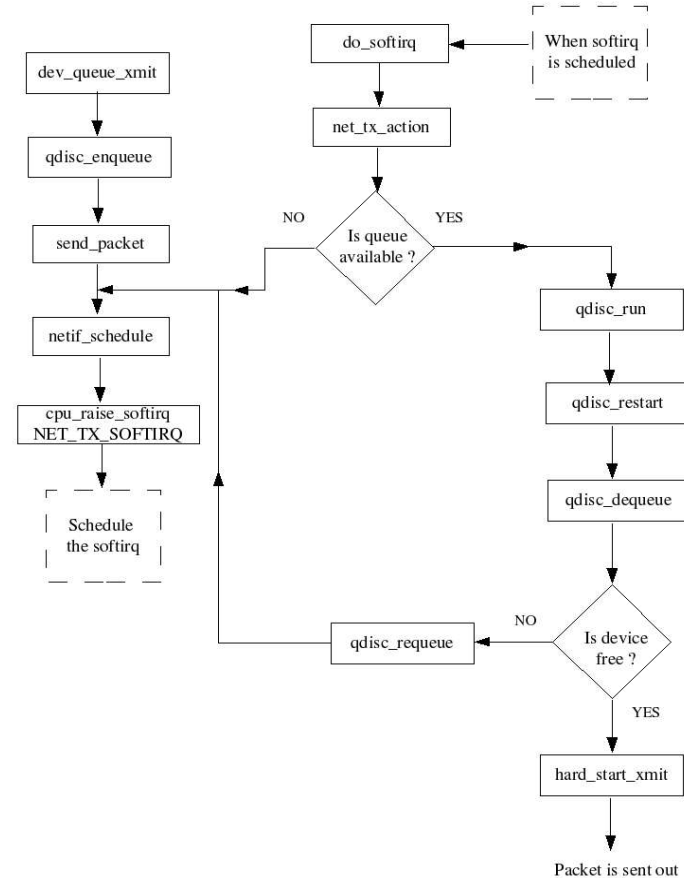 do_softirq
When softirq
is scheduled
dev_queue_xmit
net_tx_action
qdisc_enqueue
NO
YES
send_packet
Is queue
available ?
netif_schedule
qdisc_run
cpu_raise_softirq
NET_TX_SOFTIRQ
qdisc_restart
qdisc_dequeue
Schedule
the softirq
NO
qdisc_requeue
Is device
free ?
YES
hard_start_xmit
Packet is sent out